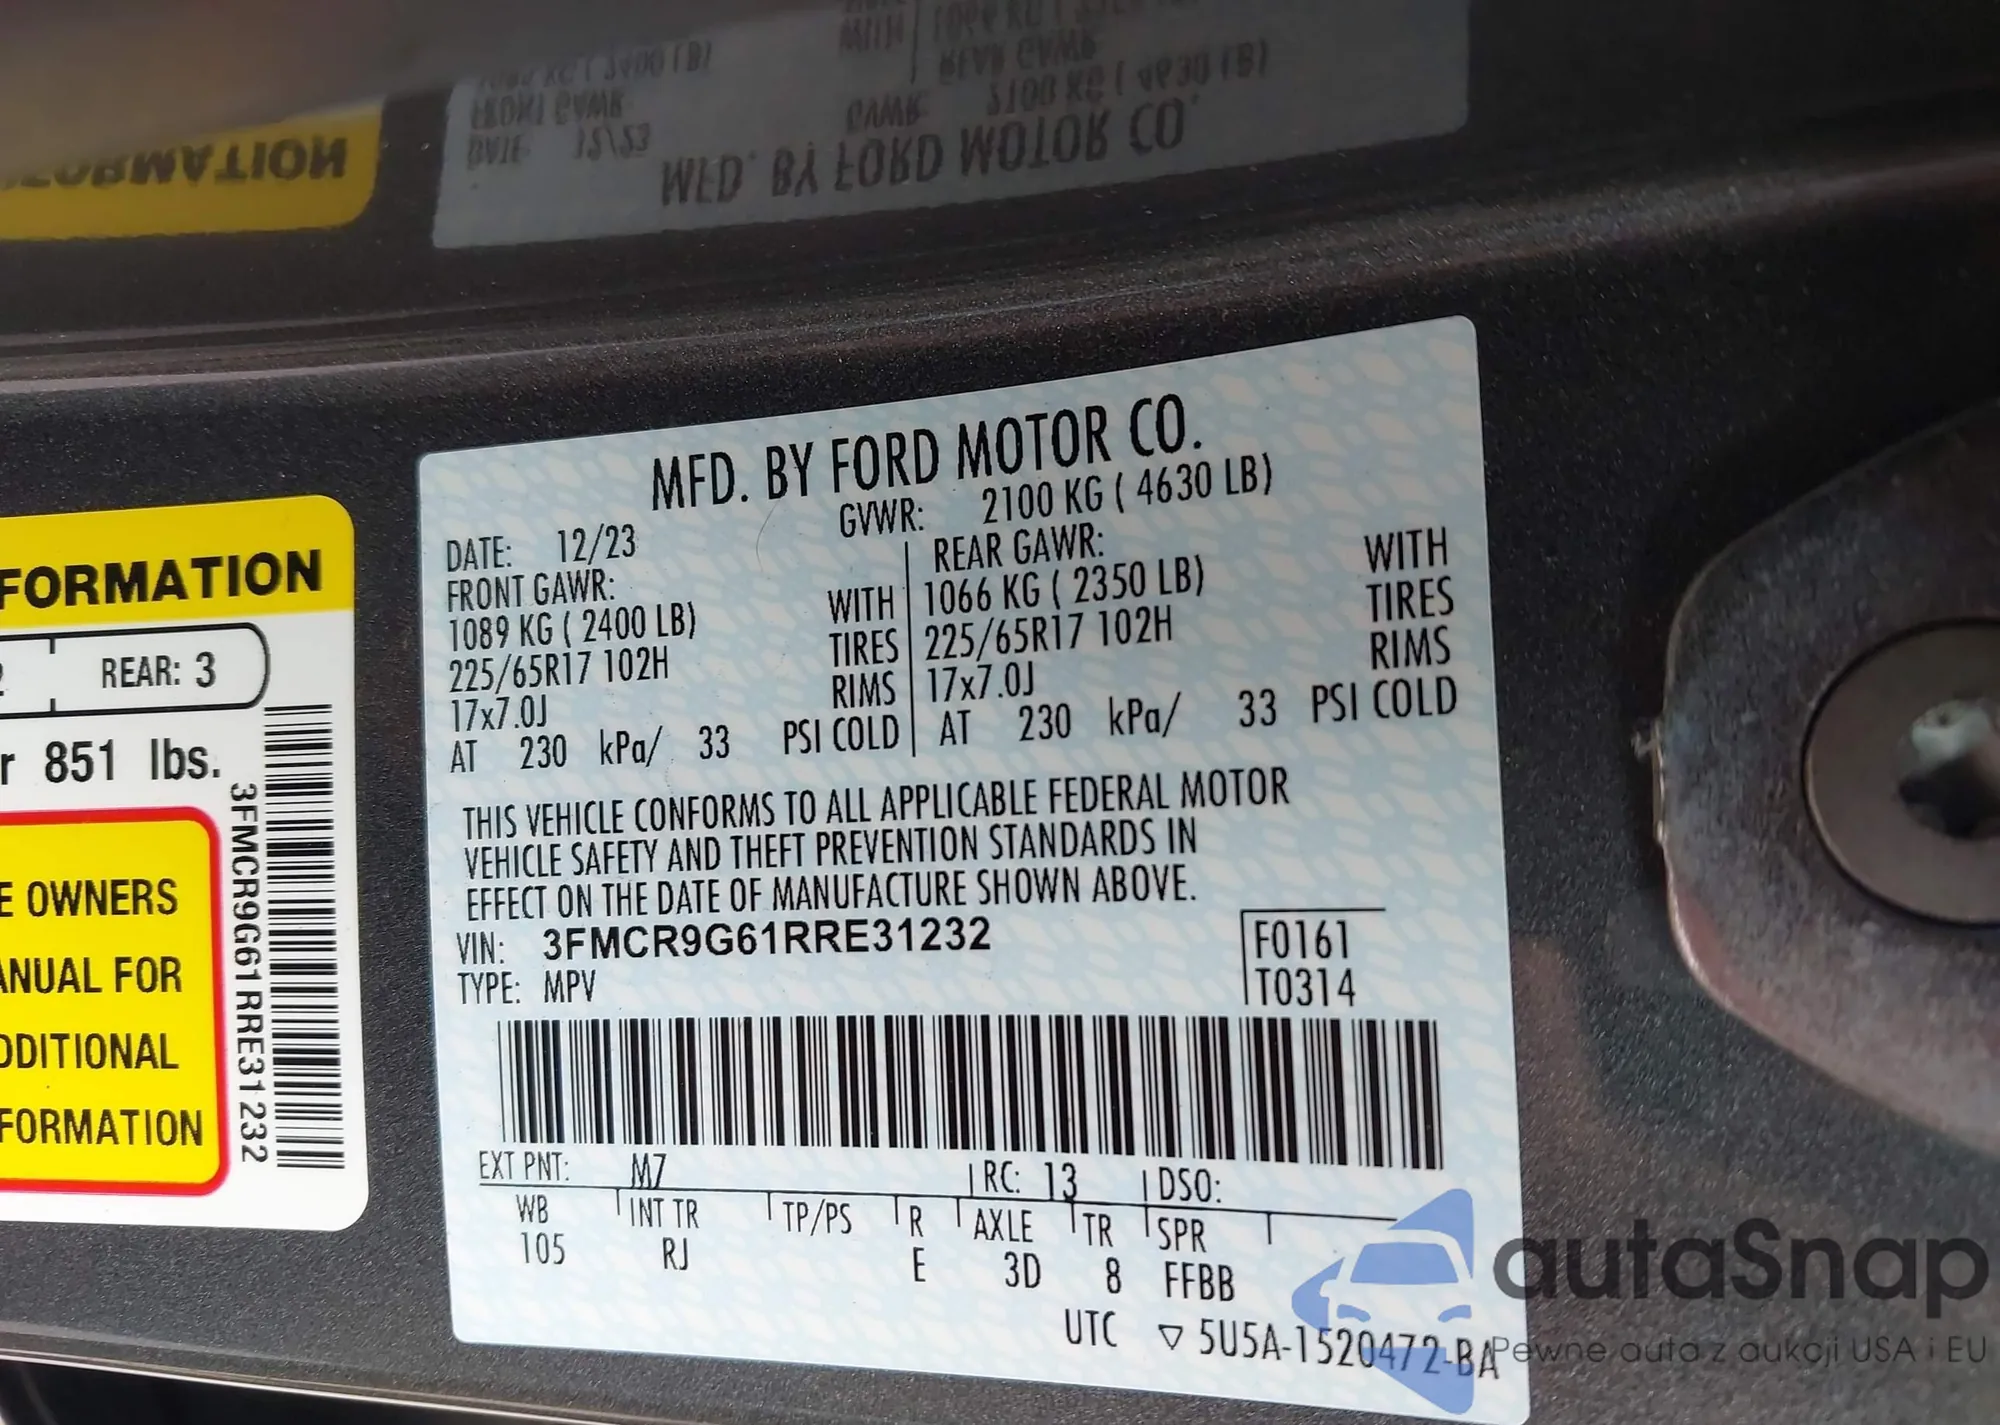 MFD. BY FORD MOTOR CO.
DATE: 12/23 GVWR: 2100 KG ( 4630 LB)
FRONT GAWR: REAR GAWR:
1089 KG ( 2400 LB) WITH 1066 KG ( 2350 LB) WITH
225/65R17 102H TIRES 225/65R17 102H TIRES
17x7.0J RIMS 17x7.0J RIMS
AT 230 kPa/ 33 PSI COLD AT 230 kPa/ 33 PSI COLD
THIS VEHICLE CONFORMS TO ALL APPLICABLE FEDERAL MOTOR
VEHICLE SAFETY AND THEFT PREVENTION STANDARDS IN
EFFECT ON THE DATE OF MANUFACTURE SHOWN ABOVE.
VIN: 3FMCR9G61RRE31232 F0161
TYPE: MPV T0314
EXT PNT: M7 RC: 13 DSO:
WB INT TR TP/PS R AXLE TR SPR
105 RJ E 3D 8 FFBB
UTC ▽ 5U5A-1520472-BA
FORMATION
REAR: 3
r 851 lbs.
3FMCR9G61RRE31232
E OWNERS
ANUAL FOR
DDITIONAL
FORMATION
autaSnap
Pewne auta z aukcji USA i EU